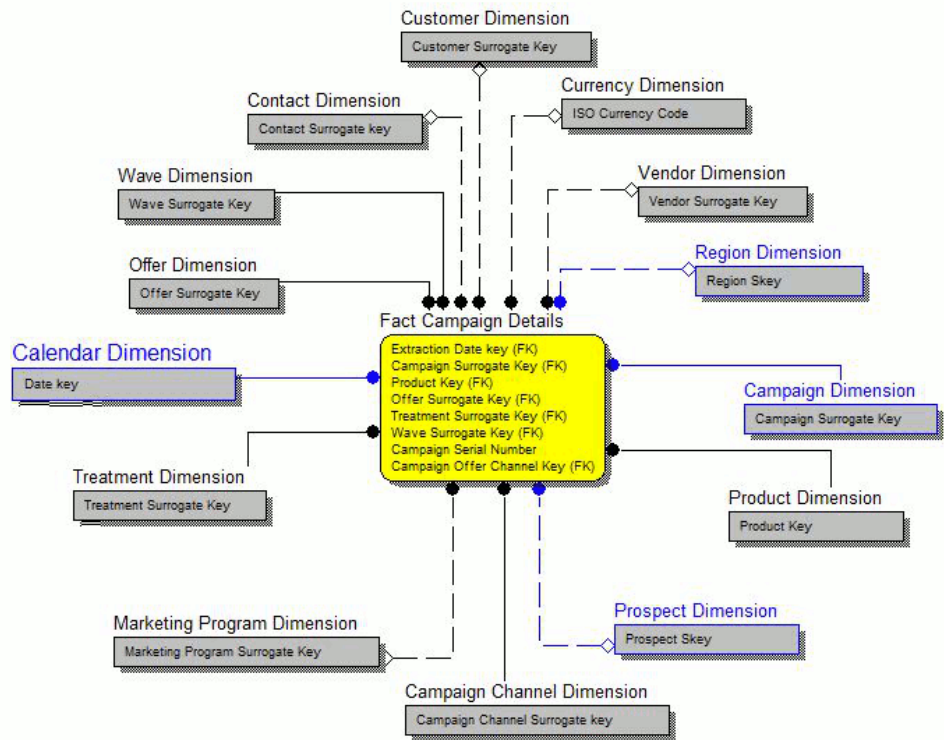 Customer Dimension
Customer Surrogate Key
Contact Dimension
Contact Surrogate key
Currency Dimension
ISO Currency Code
Wave Dimension
Wave Surrogate Key
Vendor Dimension
Vendor Surrogate Key
Offer Dimension
Offer Surrogate Key
Region Dimension
Region Skey
Fact Campaign Details
Extraction Date key (FK)
Campaign Surrogate Key (FK)
Product Key (FK)
Offer Surrogate Key (FK)
Treatment Surrogate Key (FK)
Wave Surrogate Key (FK)
Campaign Serial Number
Campaign Offer Channel Key (FK)
Calendar Dimension
Date key
Campaign Dimension
Campaign Surrogate Key
Treatment Dimension
Treatment Surrogate Key
Product Dimension
Product Key
Marketing Program Dimension
Marketing Program Surrogate Key
Prospect Dimension
Prospect Skey
Campaign Channel Dimension
Campaign Channel Surrogate key